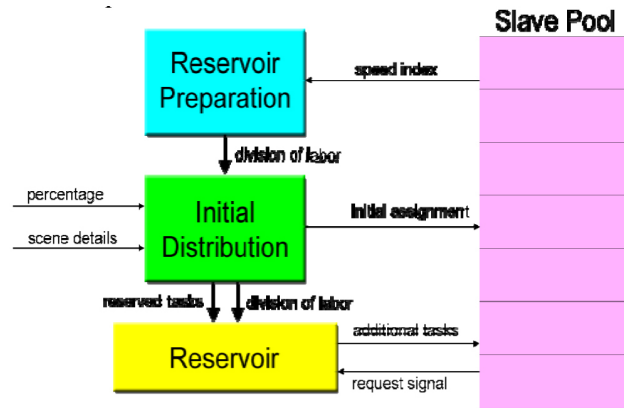 Slave Pool
Reservoir
Preparation
speed index
division of labor
percentage
scene details
Initial
Distribution
initial assignment
reserved tasks
division of labor
Reservoir
additional tasks
request signal